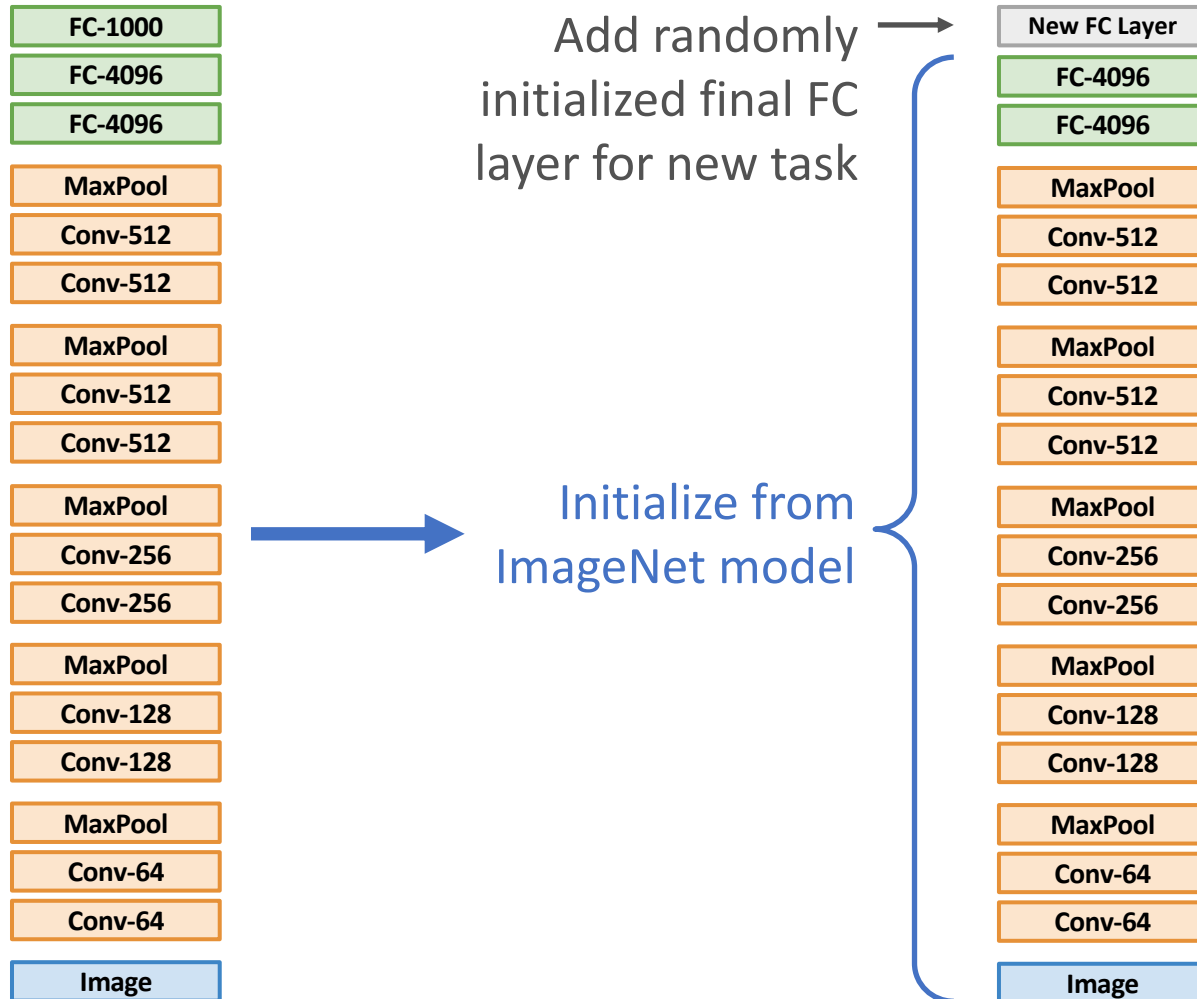 FC-1000
FC-4096
FC-4096
MaxPool
Conv-512
Conv-512
MaxPool
Conv-512
Conv-512
MaxPool
Conv-256
Conv-256
MaxPool
Conv-128
Conv-128
MaxPool
Conv-64
Conv-64
Image
Add randomly
initialized final FC
layer for new task
Initialize from
ImageNet model
New FC Layer
FC-4096
FC-4096
MaxPool
Conv-512
Conv-512
MaxPool
Conv-512
Conv-512
MaxPool
Conv-256
Conv-256
MaxPool
Conv-128
Conv-128
MaxPool
Conv-64
Conv-64
Image